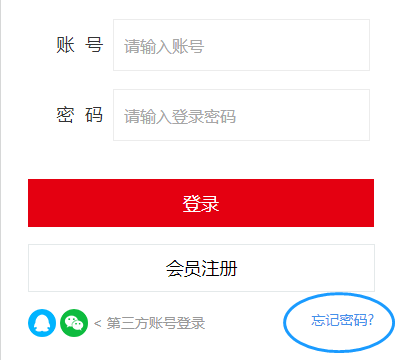 账 号 请输入账号
密 码 请输入登录密码
登录
会员注册
< 第三方账号登录 忘记密码?